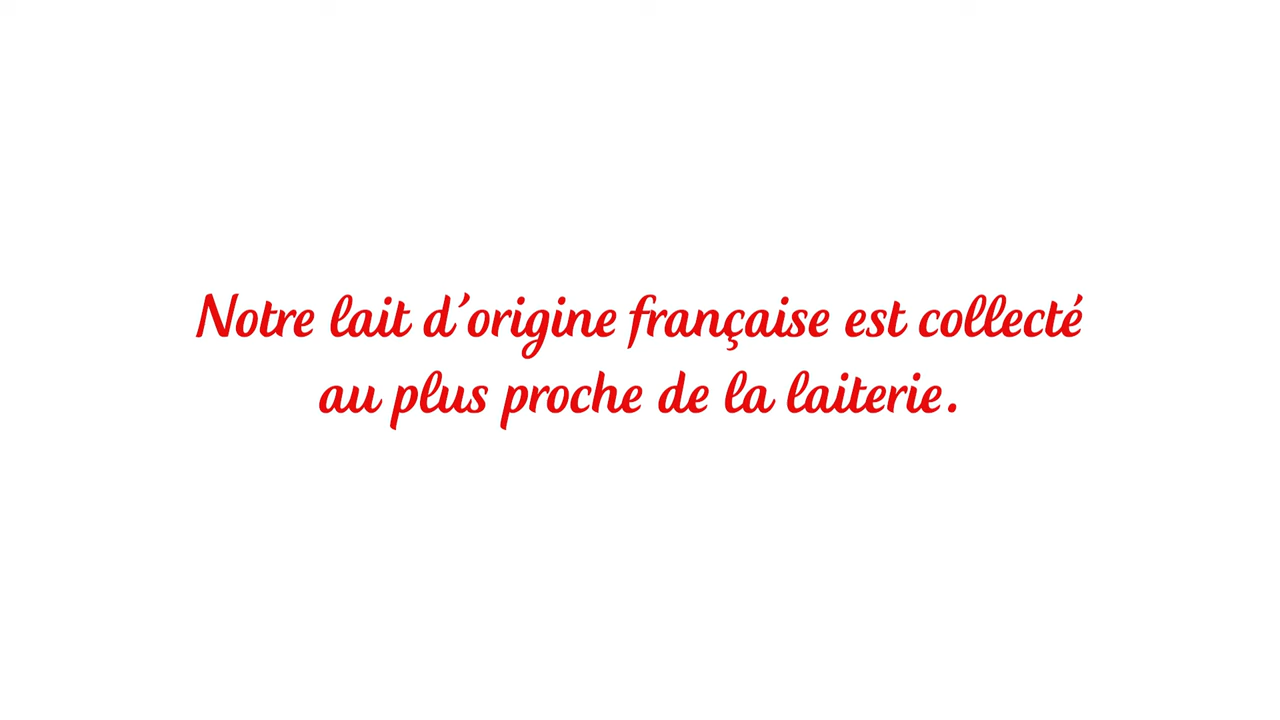 Notre lait d’origine française est collecté
au plus proche de la laiterie.